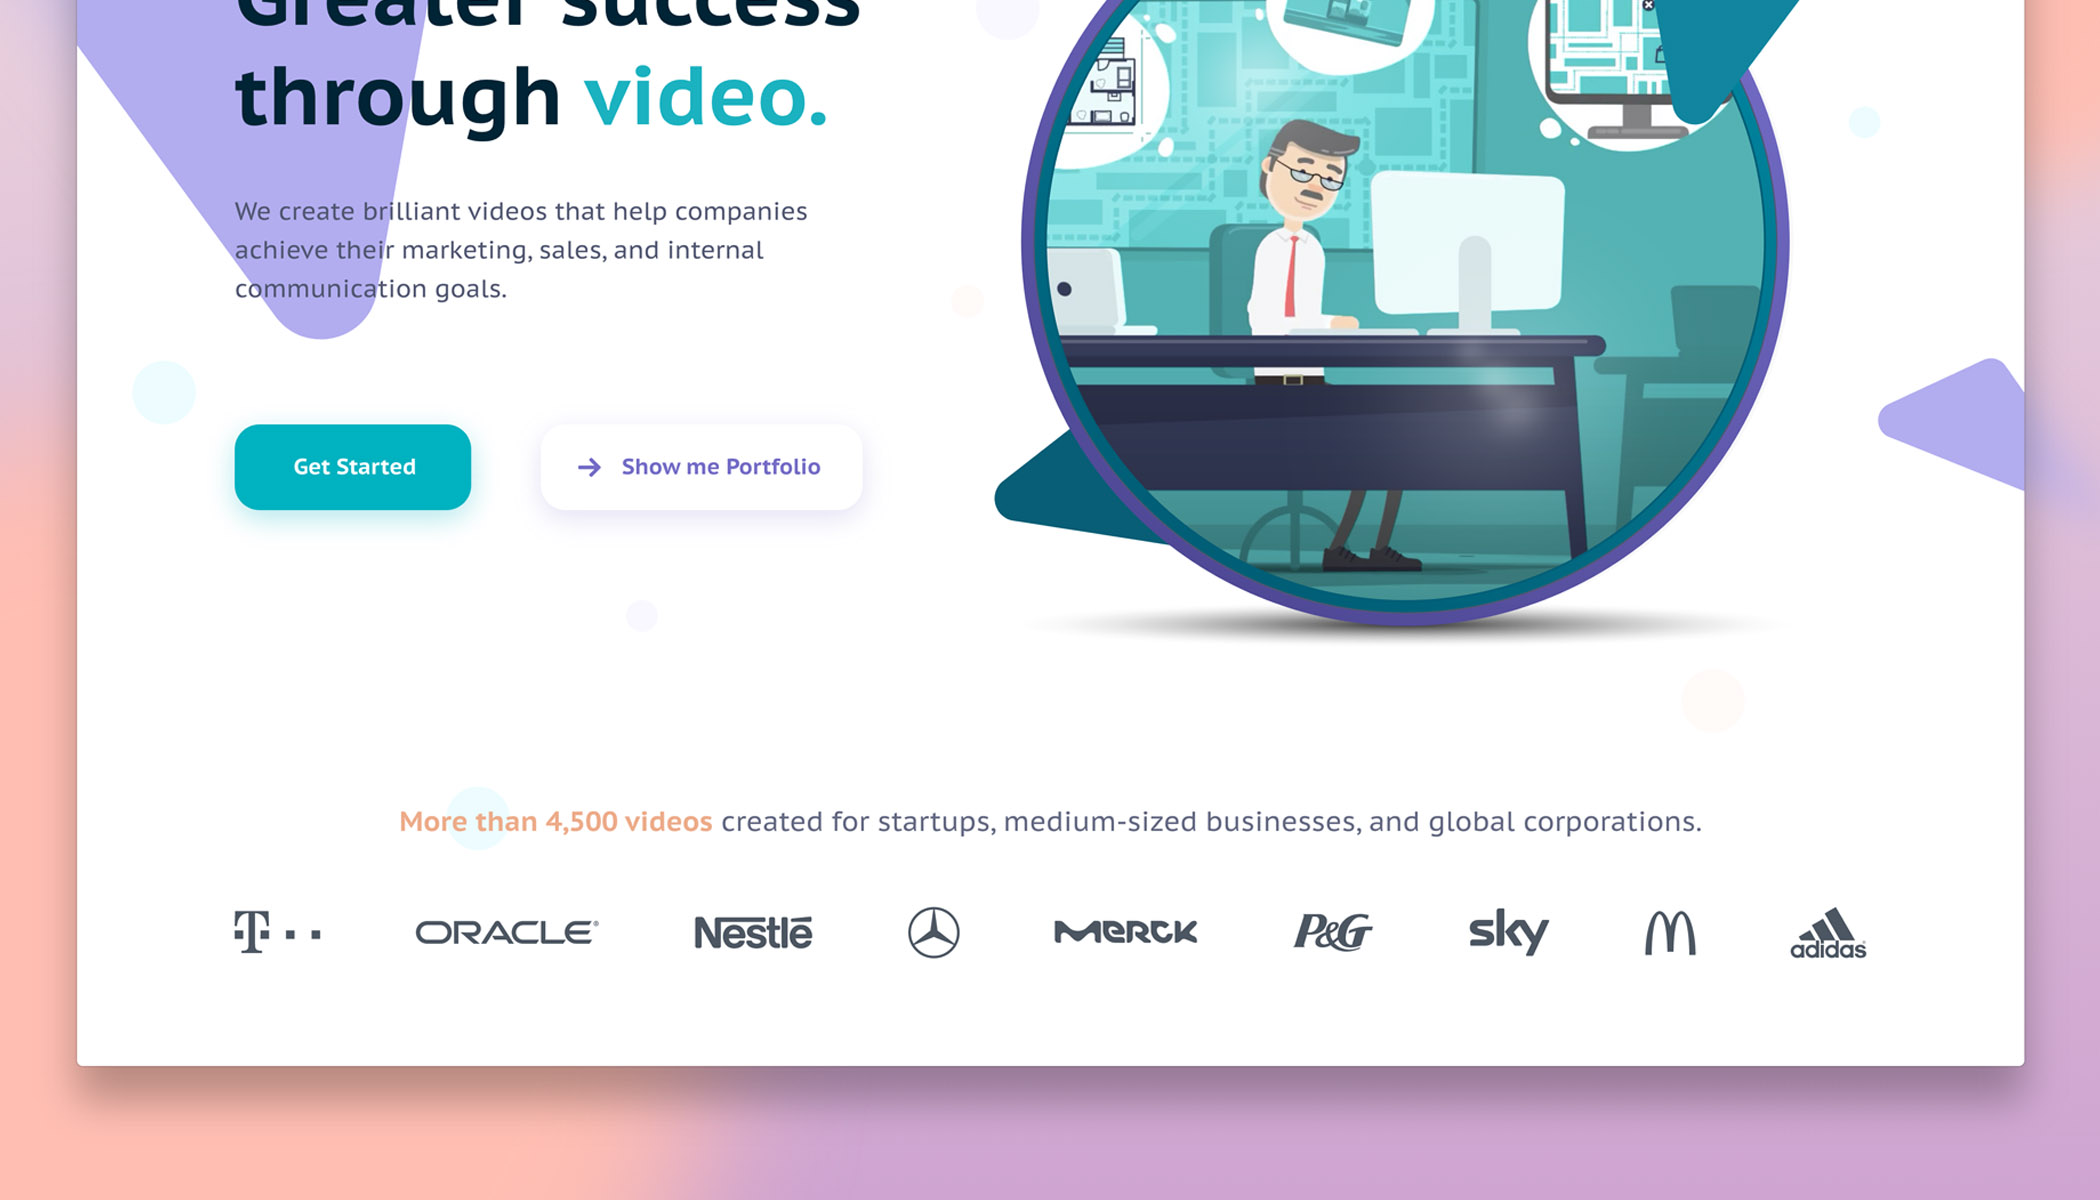 Greater success
through video.
We create brilliant videos that help companies
achieve their marketing, sales, and internal
communication goals.
Get Started
Show me Portfolio
More than 4,500 videos created for startups, medium-sized businesses, and global corporations.
T ORACLE® Nestlé MERCK P&G sky M adidas